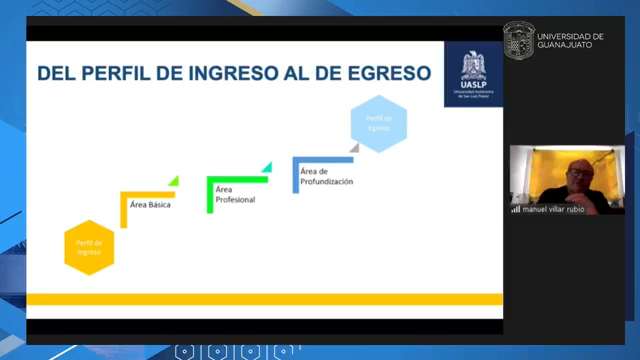 UNIVERSIDAD DE
GUANAJUATO
DEL PERFIL DE INGRESO AL DE EGRESO
UASLP
Universidad Autónoma
de San Luis Potosí
Perfil de
Egreso
Área de
Profundización
Área
Profesional
Área Básica
Perfil de
Ingreso
manuel villar rubio